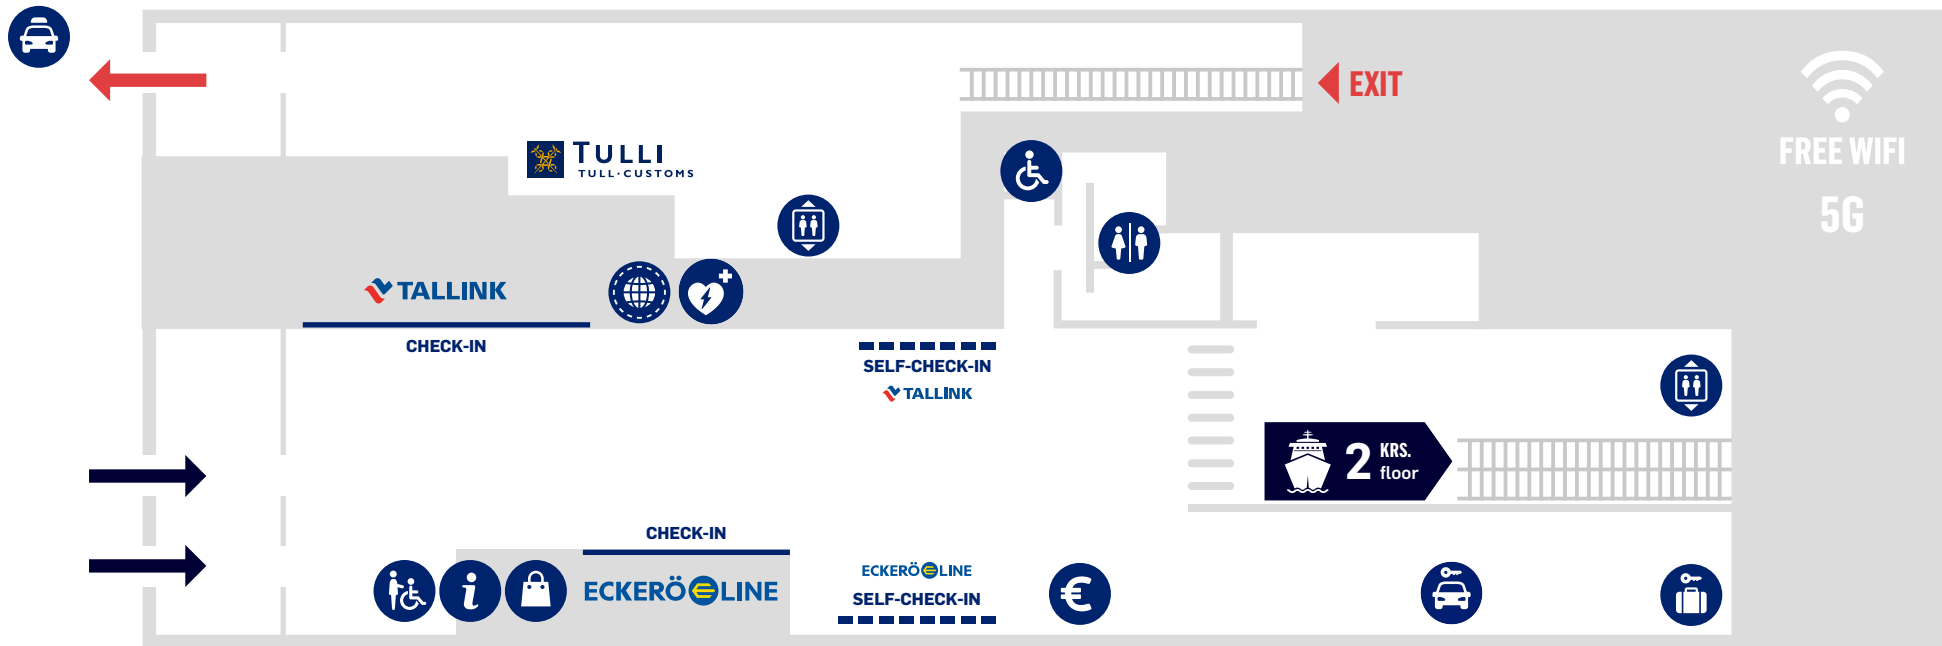 EXIT
FREE WIFI
5G
TULLI
TULL·CUSTOMS
TALLINK
CHECK-IN
SELF-CHECK-IN
TALLINK
2 KRS.
floor
CHECK-IN
ECKERÖ LINE
ECKERÖ LINE
SELF-CHECK-IN
i
€